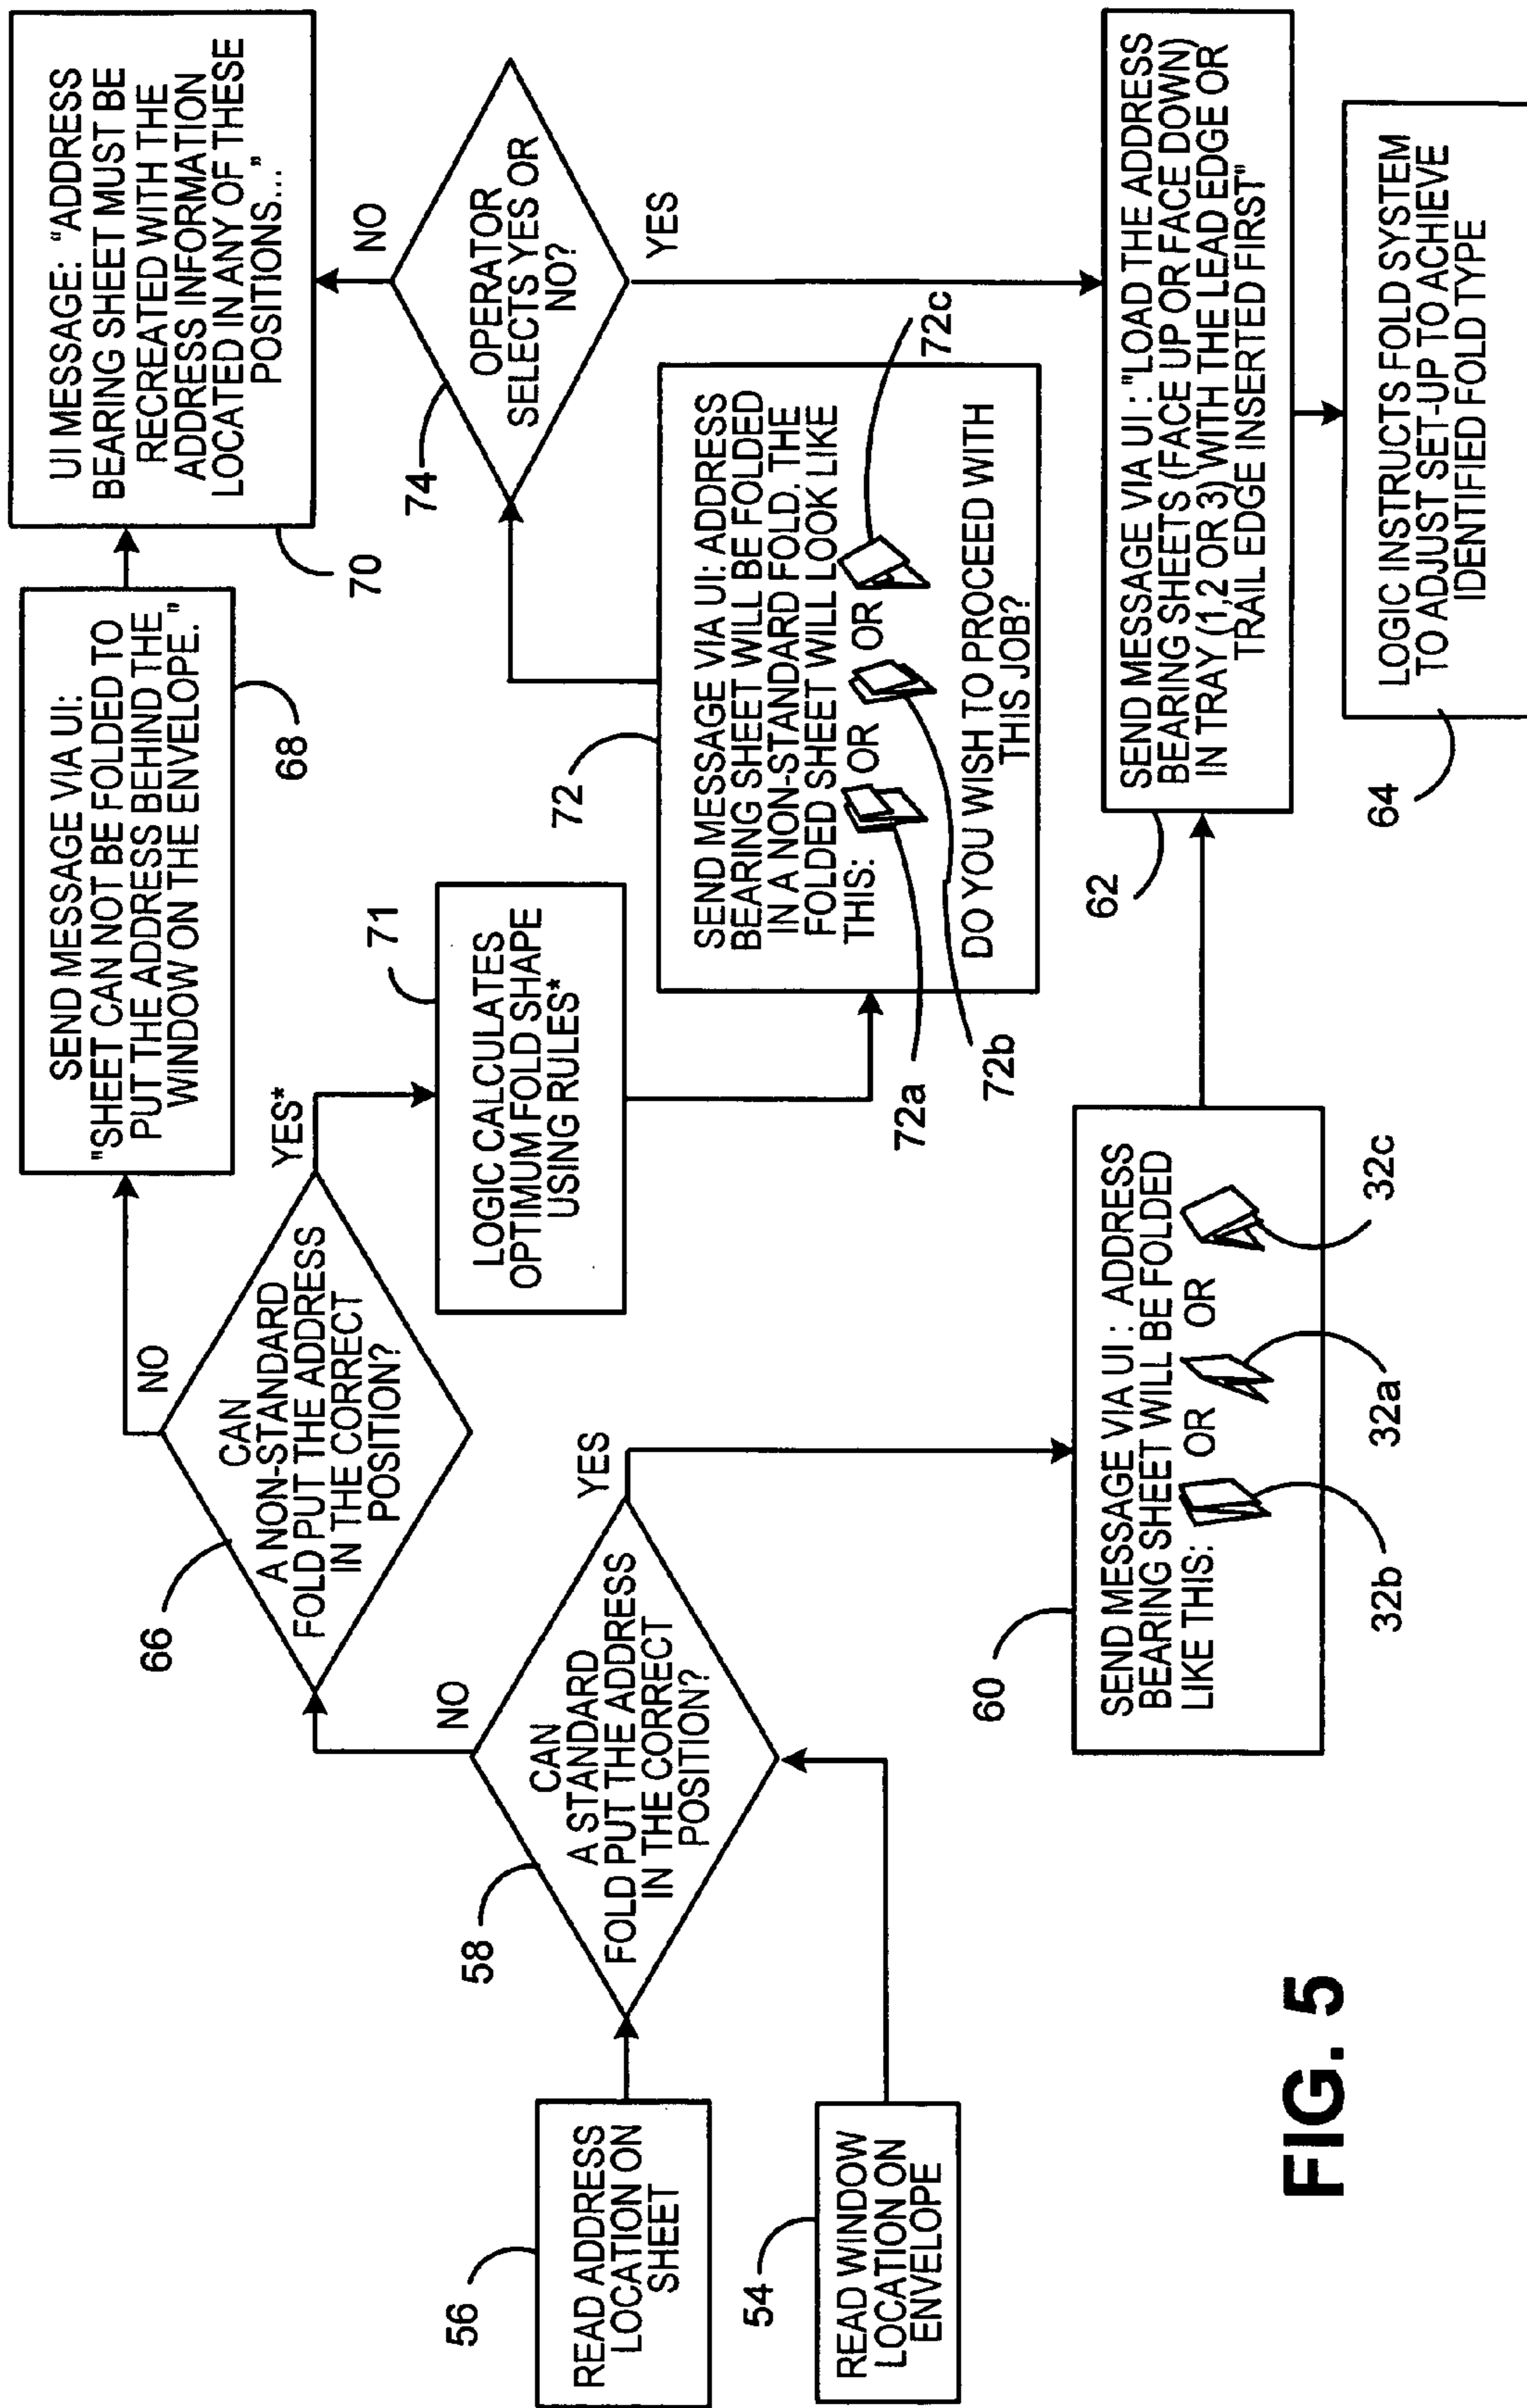 56
READ ADDRESS
LOCATION ON
SHEET
54
READ WINDOW
LOCATION ON
ENVELOPE
58
CAN
A STANDARD
FOLD PUT THE ADDRESS
IN THE CORRECT
POSITION?
NO
YES
66
CAN
A NON-STANDARD
FOLD PUT THE ADDRESS
IN THE CORRECT
POSITION?
NO
YES*
68
SEND MESSAGE VIA UI:
"SHEET CAN NOT BE FOLDED TO
PUT THE ADDRESS BEHIND THE
WINDOW ON THE ENVELOPE."
70
UI MESSAGE: "ADDRESS
BEARING SHEET MUST BE
RECREATED WITH THE
ADDRESS INFORMATION
LOCATED IN ANY OF THESE
POSITIONS..."
71
LOGIC CALCULATES
OPTIMUM FOLD SHAPE
USING RULES*
72
SEND MESSAGE VIA UI: ADDRESS
BEARING SHEET WILL BE FOLDED
IN A NON-STANDARD FOLD. THE
FOLDED SHEET WILL LOOK LIKE
THIS: OR OR
DO YOU WISH TO PROCEED WITH
THIS JOB?
72a
72b
72c
74
OPERATOR
SELECTS YES OR
NO?
NO
YES
60
SEND MESSAGE VIA UI : ADDRESS
BEARING SHEET WILL BE FOLDED
LIKE THIS: OR OR
32b
32a
32c
62
SEND MESSAGE VIA UI : "LOAD THE ADDRESS
BEARING SHEETS (FACE UP OR FACE DOWN)
IN TRAY (1,2 OR 3) WITH THE LEAD EDGE OR
TRAIL EDGE INSERTED FIRST"
64
LOGIC INSTRUCTS FOLD SYSTEM
TO ADJUST SET-UP TO ACHIEVE
IDENTIFIED FOLD TYPE
FIG. 5